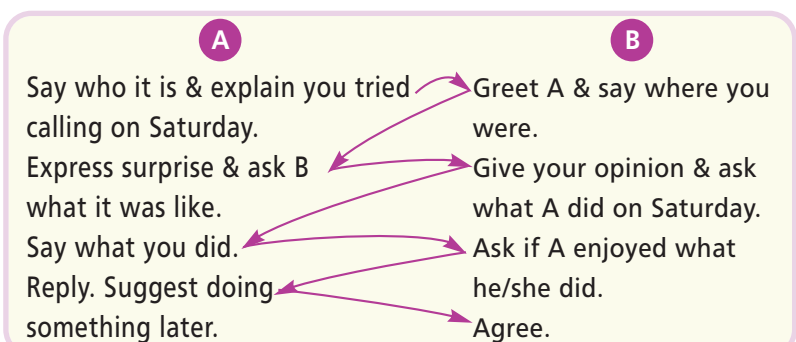 A
Say who it is & explain you tried
calling on Saturday.
Express surprise & ask B
what it was like.
Say what you did.
Reply. Suggest doing
something later.
B
Greet A & say where you
were.
Give your opinion & ask
what A did on Saturday.
Ask if A enjoyed what
he/she did.
Agree.